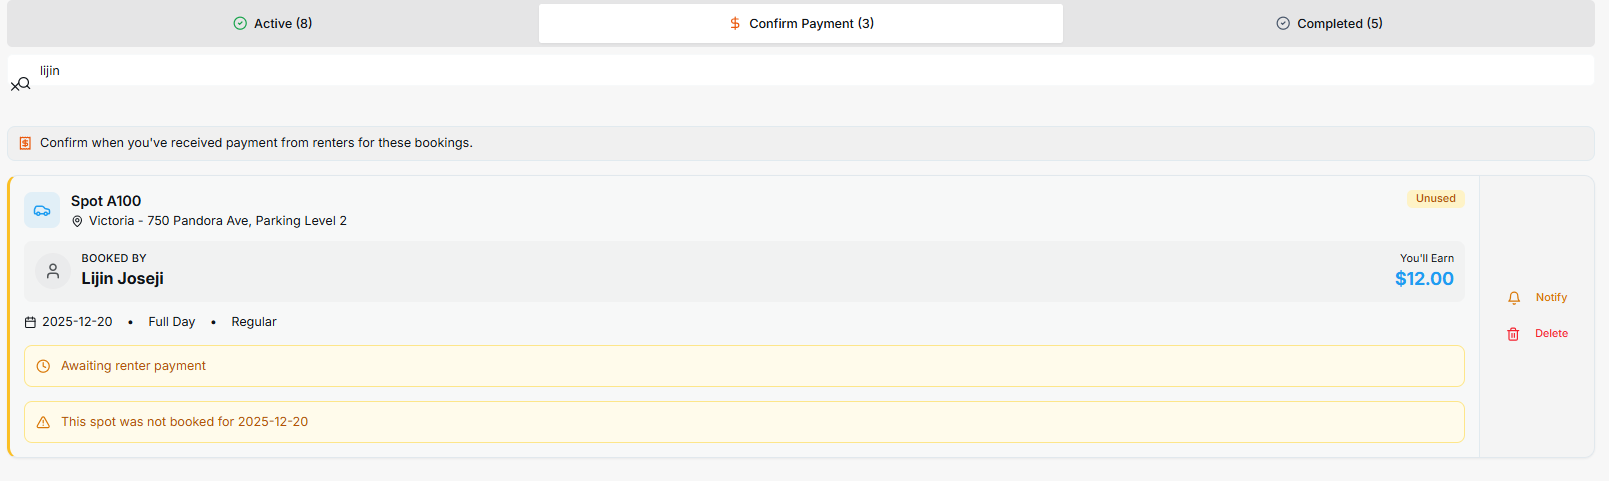 Active (8)
Confirm Payment (3)
Completed (5)
lijin
Confirm when you've received payment from renters for these bookings.
Spot A100
Unused
Victoria - 750 Pandora Ave, Parking Level 2
BOOKED BY
Lijin Joseji
You'll Earn
$12.00
2025-12-20 • Full Day • Regular
Awaiting renter payment
This spot was not booked for 2025-12-20
Notify
Delete